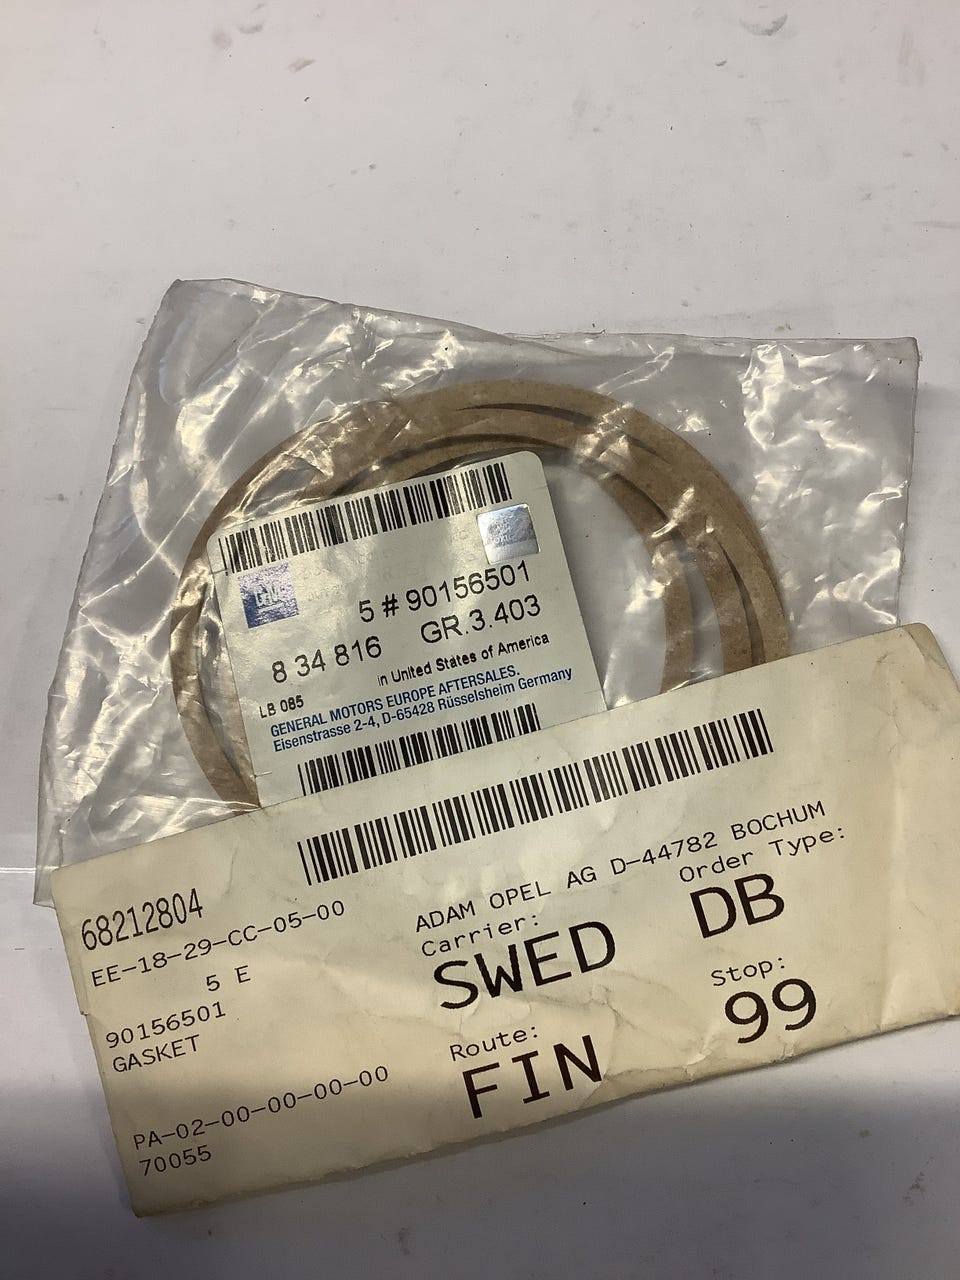 GM
5 # 90156501
8 34 816 GR.3.403
in United States of America
LB 085
GENERAL MOTORS EUROPE AFTERSALES,
Eisenstrasse 2-4, D-65428 Rüsselsheim Germany
68212804
EE-18-29-CC-05-00
5 E
90156501
GASKET
PA-02-00-00-00-00
70055
ADAM OPEL AG D-44782 BOCHUM
Carrier:
SWED
Route:
FIN
Order Type:
DB
Stop:
99